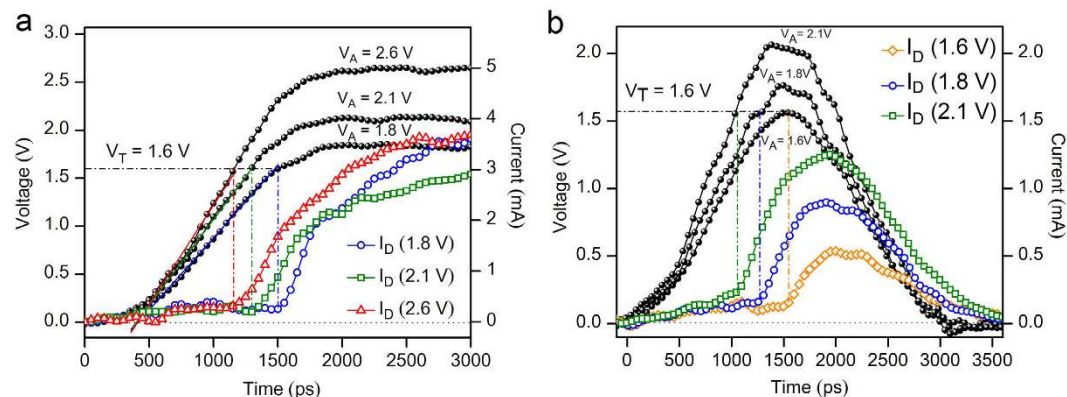 a
3.0
2.5
2.0
1.5
1.0
0.5
0.0
Voltage (V)
V_A = 2.6 V
V_A = 2.1 V
V_A = 1.8 V
V_T = 1.6 V
I_D (1.8 V)
I_D (2.1 V)
I_D (2.6 V)
5
4
3
2
1
0
Current (mA)
0 500 1000 1500 2000 2500 3000
Time (ps)
b
2.0
1.5
1.0
0.5
0.0
Voltage (V)
V_A = 2.1V
V_A = 1.8V
V_A = 1.6V
V_T = 1.6 V
I_D (1.6 V)
I_D (1.8 V)
I_D (2.1 V)
2.0
1.5
1.0
0.5
0.0
Current (mA)
0 500 1000 1500 2000 2500 3000 3500
Time (ps)